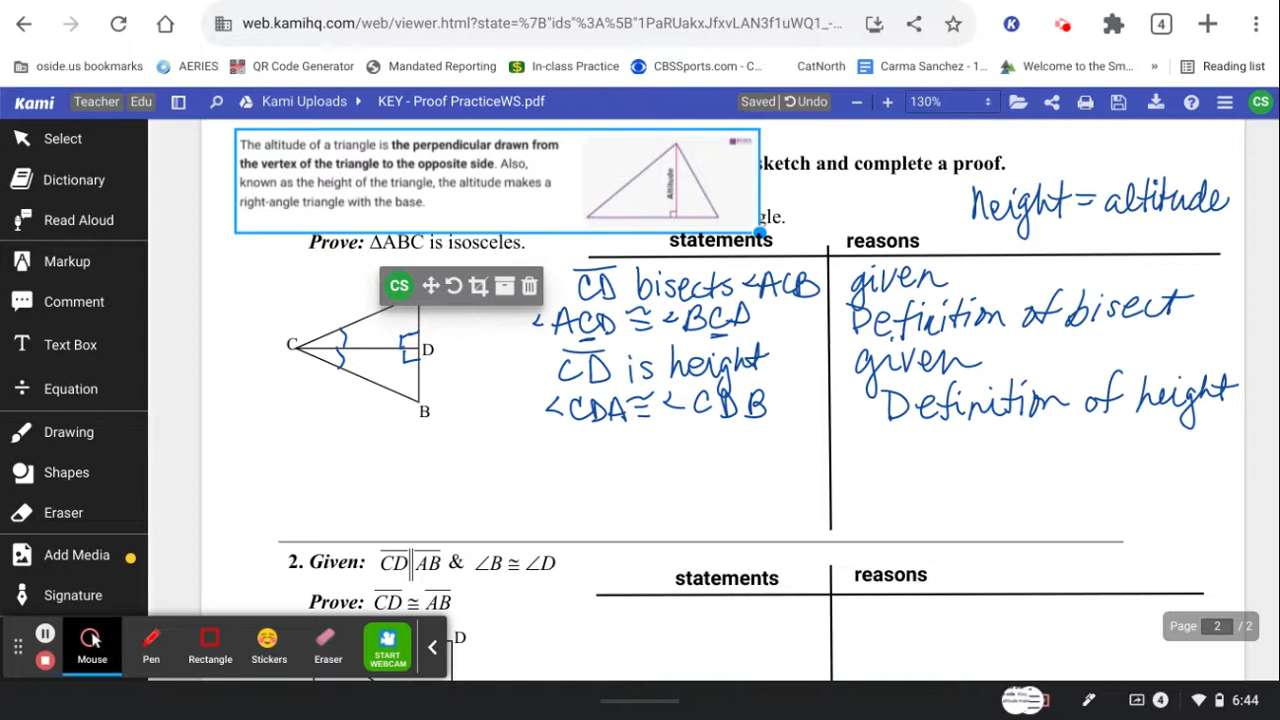 web.kamihq.com/web/viewer.html?state=%7B"ids"%3A%5B"1PaRUakxJfxvLAN3f1uWQ1_-...
4
oside.us bookmarks AERIES QR Code Generator Mandated Reporting In-class Practice CBSSports.com - C... CatNorth Carma Sanchez - 1... Welcome to the Sm... » Reading list
Kami Teacher Edu Kami Uploads KEY - Proof PracticeWS.pdf Saved Undo 130% CS
Select
Dictionary
Read Aloud
Markup
Comment
Text Box
Equation
Drawing
Shapes
Eraser
Add Media
Signature
The altitude of a triangle is the perpendicular drawn from
the vertex of the triangle to the opposite side. Also,
known as the height of the triangle, the altitude makes a
right-angle triangle with the base.
Altitude
sketch and complete a proof.
gle.
height = altitude
Prove: ΔABC is isosceles.
statements reasons
CS
C D B
CD bisects <ACB given
<ACD ≅ <BCD Definition of bisect
CD is height given
<CDA ≅ < CDB Definition of height
2. Given: CD || AB & ∠B ≅ ∠D
Prove: CD ≅ AB
statements reasons
D
Page 2 / 2
Mouse Pen Rectangle Stickers Eraser START WEBCAM
4 6:44